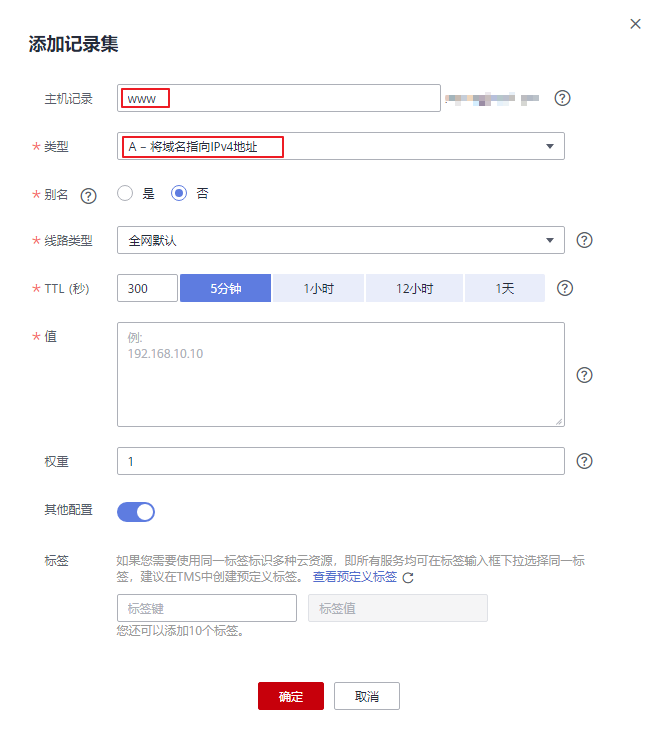 添加记录集
主机记录
www
* 类型
A – 将域名指向IPv4地址
* 别名
是
否
* 线路类型
全网默认
* TTL (秒)
300
5分钟
1小时
12小时
1天
* 值
例:
192.168.10.10
权重
1
其他配置
标签
如果您需要使用同一标签标识多种云资源，即所有服务均可在标签输入框下拉选择同一标
签，建议在TMS中创建预定义标签。 查看预定义标签
标签键
标签值
您还可以添加10个标签。
确定
取消